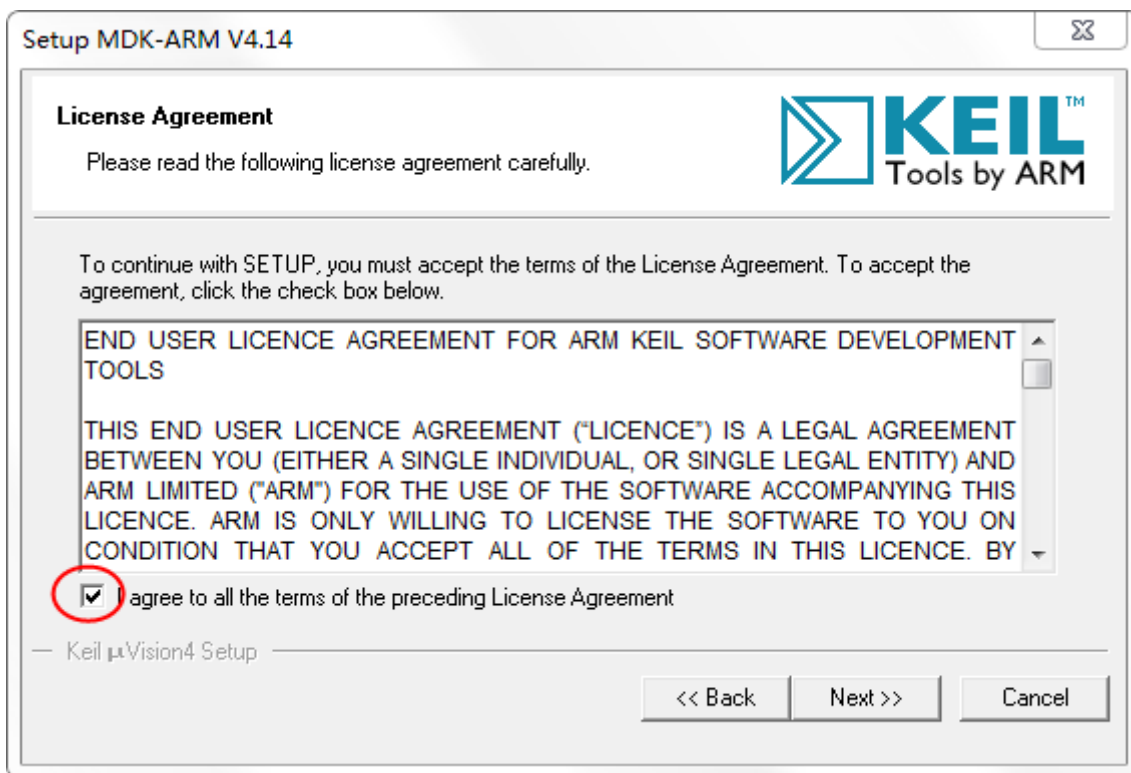 Setup MDK-ARM V4.14
License Agreement
Please read the following license agreement carefully.
KEIL™
Tools by ARM
To continue with SETUP, you must accept the terms of the License Agreement. To accept the
agreement, click the check box below.
END USER LICENCE AGREEMENT FOR ARM KEIL SOFTWARE DEVELOPMENT
TOOLS
THIS END USER LICENCE AGREEMENT (“LICENCE”) IS A LEGAL AGREEMENT
BETWEEN YOU (EITHER A SINGLE INDIVIDUAL, OR SINGLE LEGAL ENTITY) AND
ARM LIMITED ("ARM") FOR THE USE OF THE SOFTWARE ACCOMPANYING THIS
LICENCE. ARM IS ONLY WILLING TO LICENSE THE SOFTWARE TO YOU ON
CONDITION THAT YOU ACCEPT ALL OF THE TERMS IN THIS LICENCE. BY
I agree to all the terms of the preceding License Agreement
Keil µVision4 Setup
<< Back
Next >>
Cancel